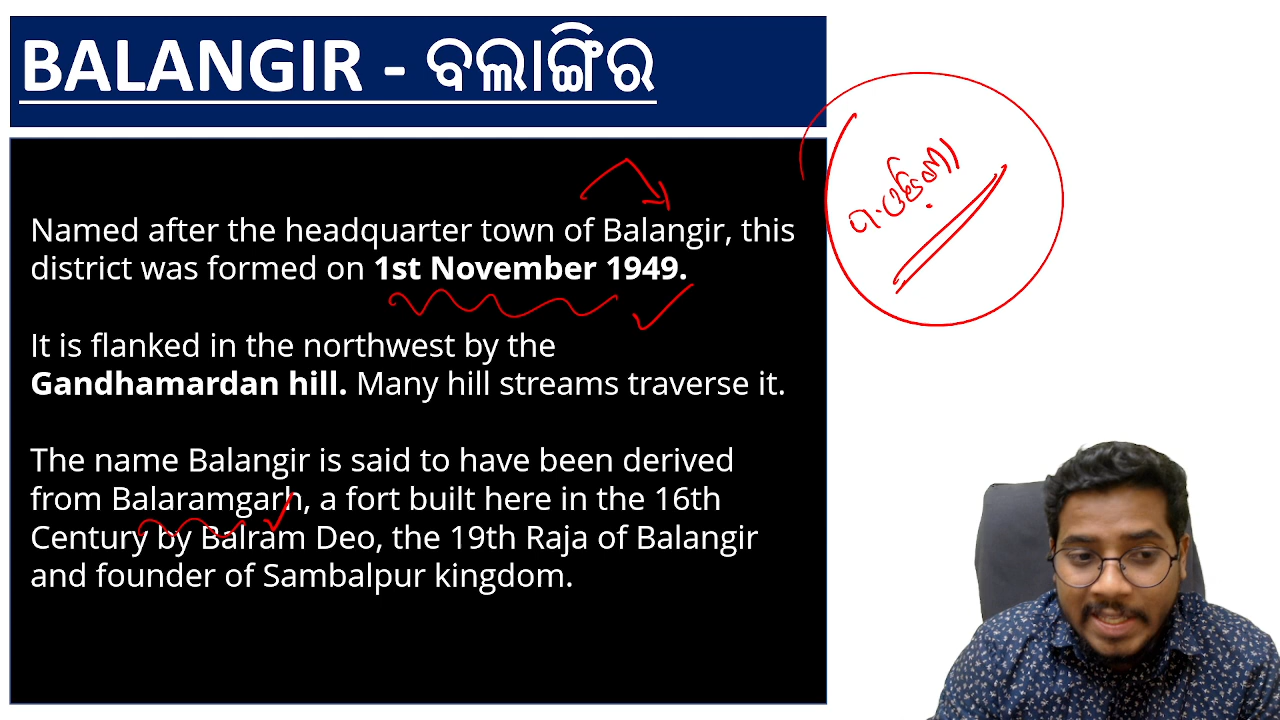 BALANGIR - ବଲାଙ୍ଗିର
Named after the headquarter town of Balangir, this
district was formed on 1st November 1949.
It is flanked in the northwest by the
Gandhamardan hill. Many hill streams traverse it.
The name Balangir is said to have been derived
from Balaramgarh, a fort built here in the 16th
Century by Balram Deo, the 19th Raja of Balangir
and founder of Sambalpur kingdom.